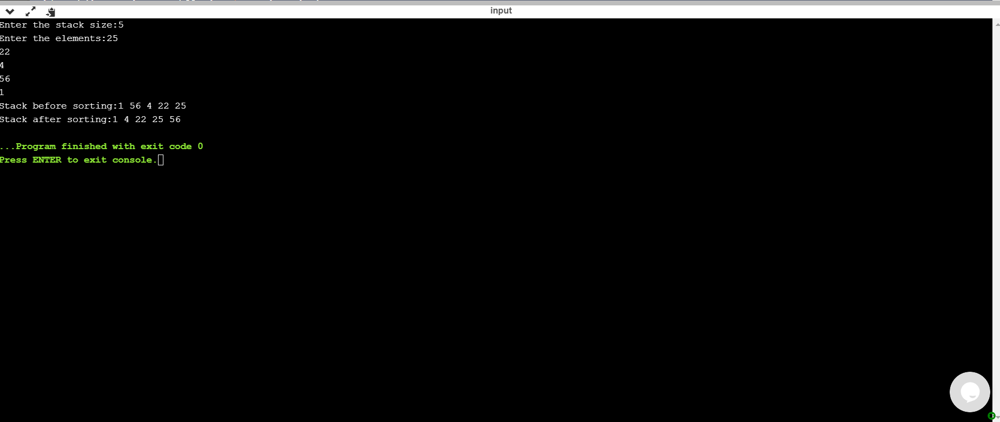 input
Enter the stack size:5
Enter the elements:25
22
4
56
1
Stack before sorting:1 56 4 22 25
Stack after sorting:1 4 22 25 56
...Program finished with exit code 0
Press ENTER to exit console.